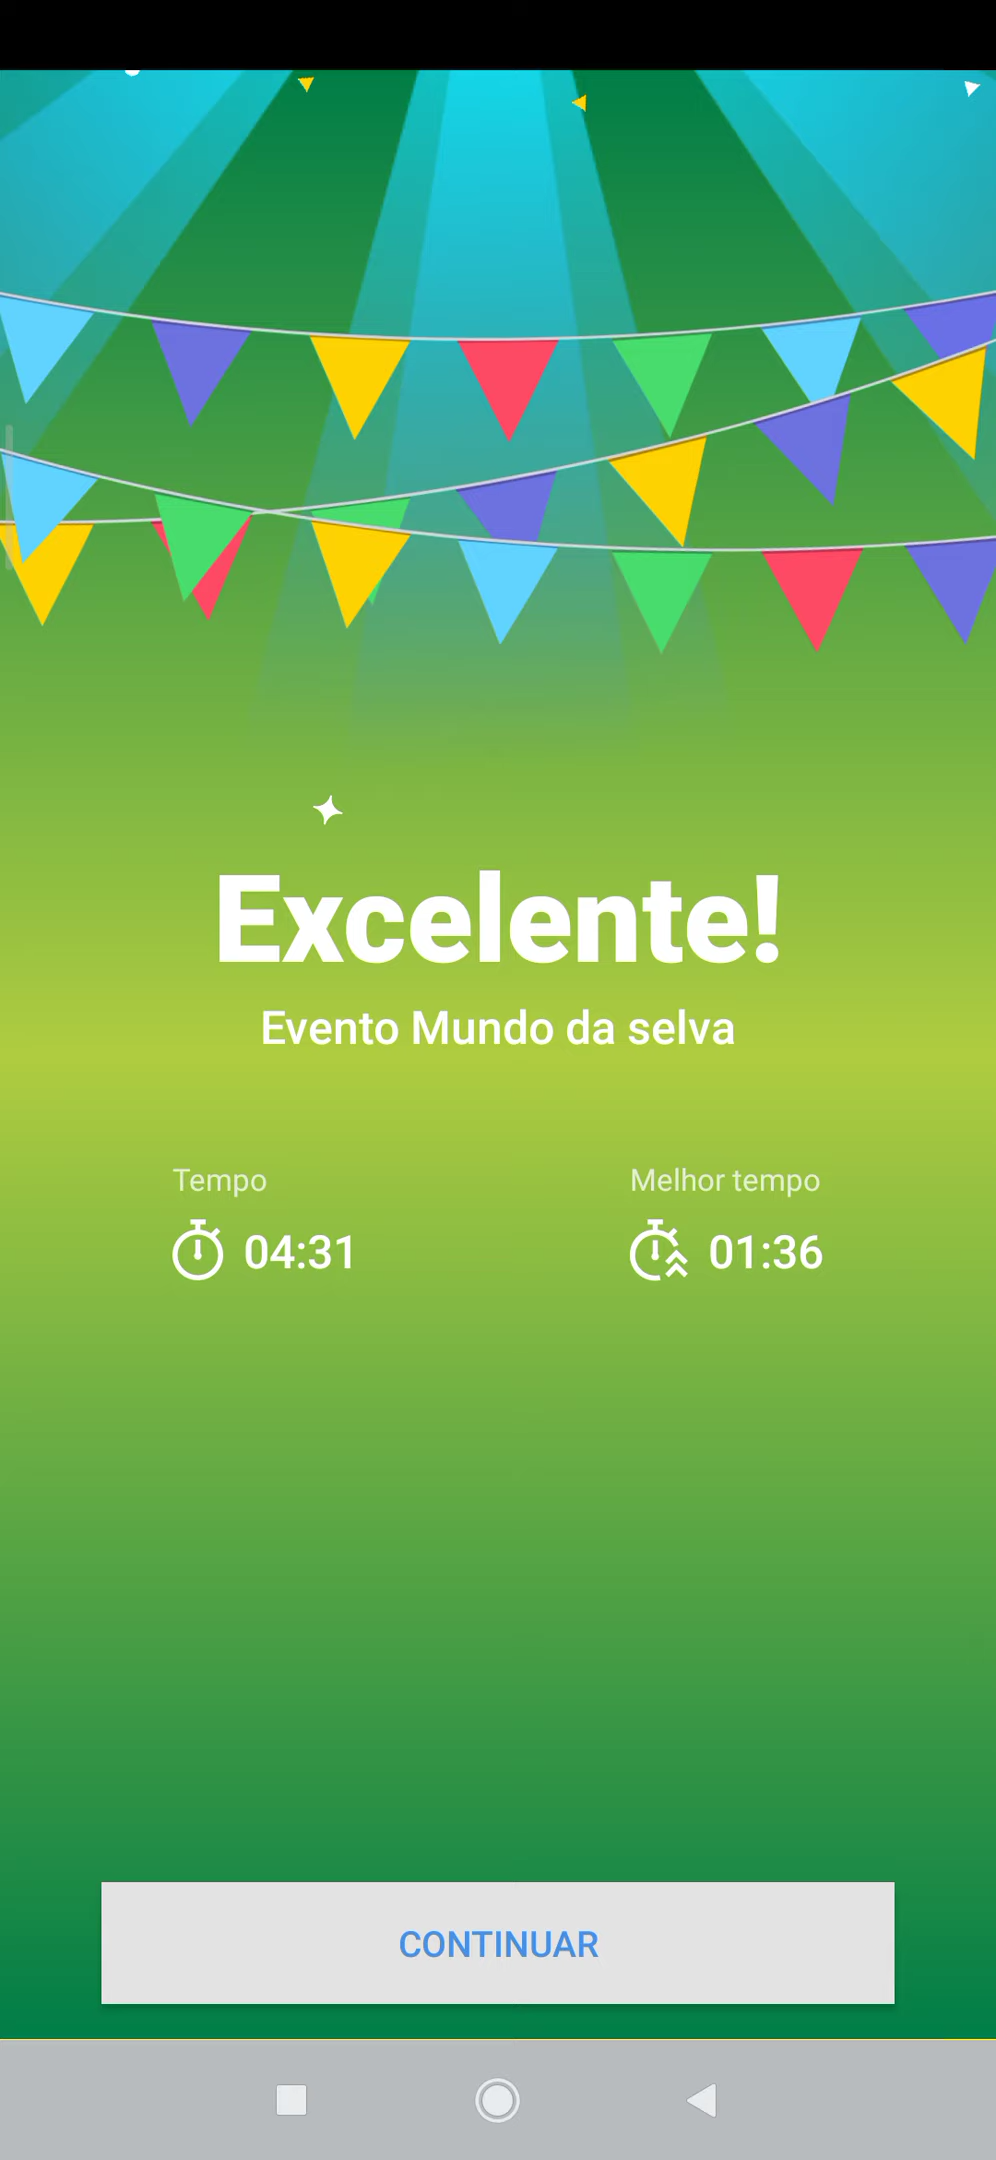 Excelente!
Evento Mundo da selva
Tempo
Melhor tempo
04:31
01:36
CONTINUAR